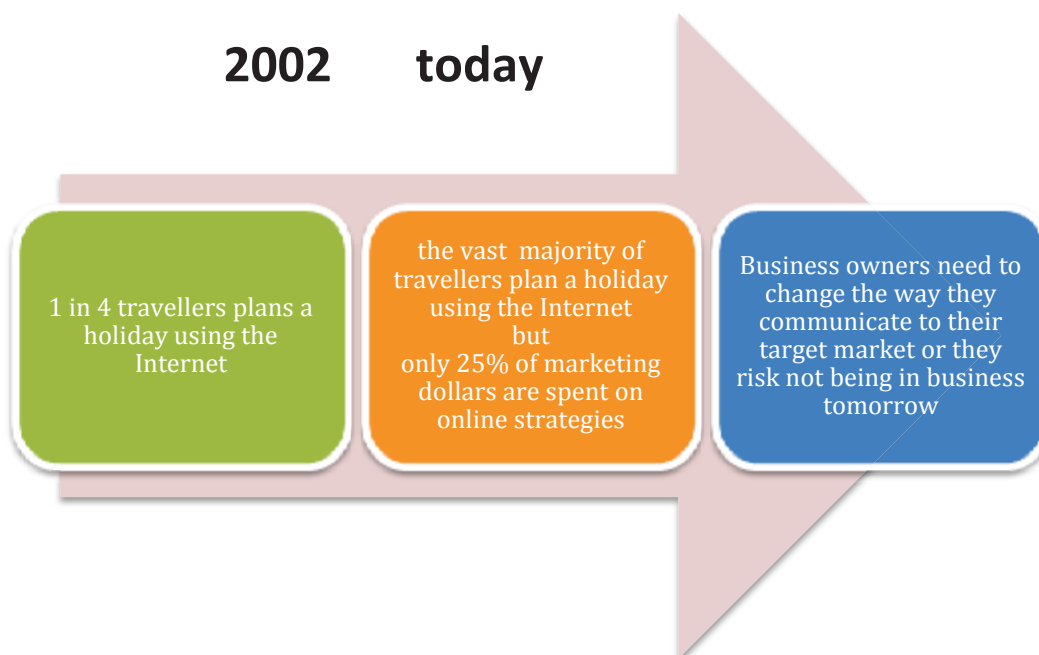 2002 today
1 in 4 travellers plans a
holiday using the
Internet
the vast majority of
travellers plan a holiday
using the Internet
but
only 25% of marketing
dollars are spent on
online strategies
Business owners need to
change the way they
communicate to their
target market or they
risk not being in business
tomorrow